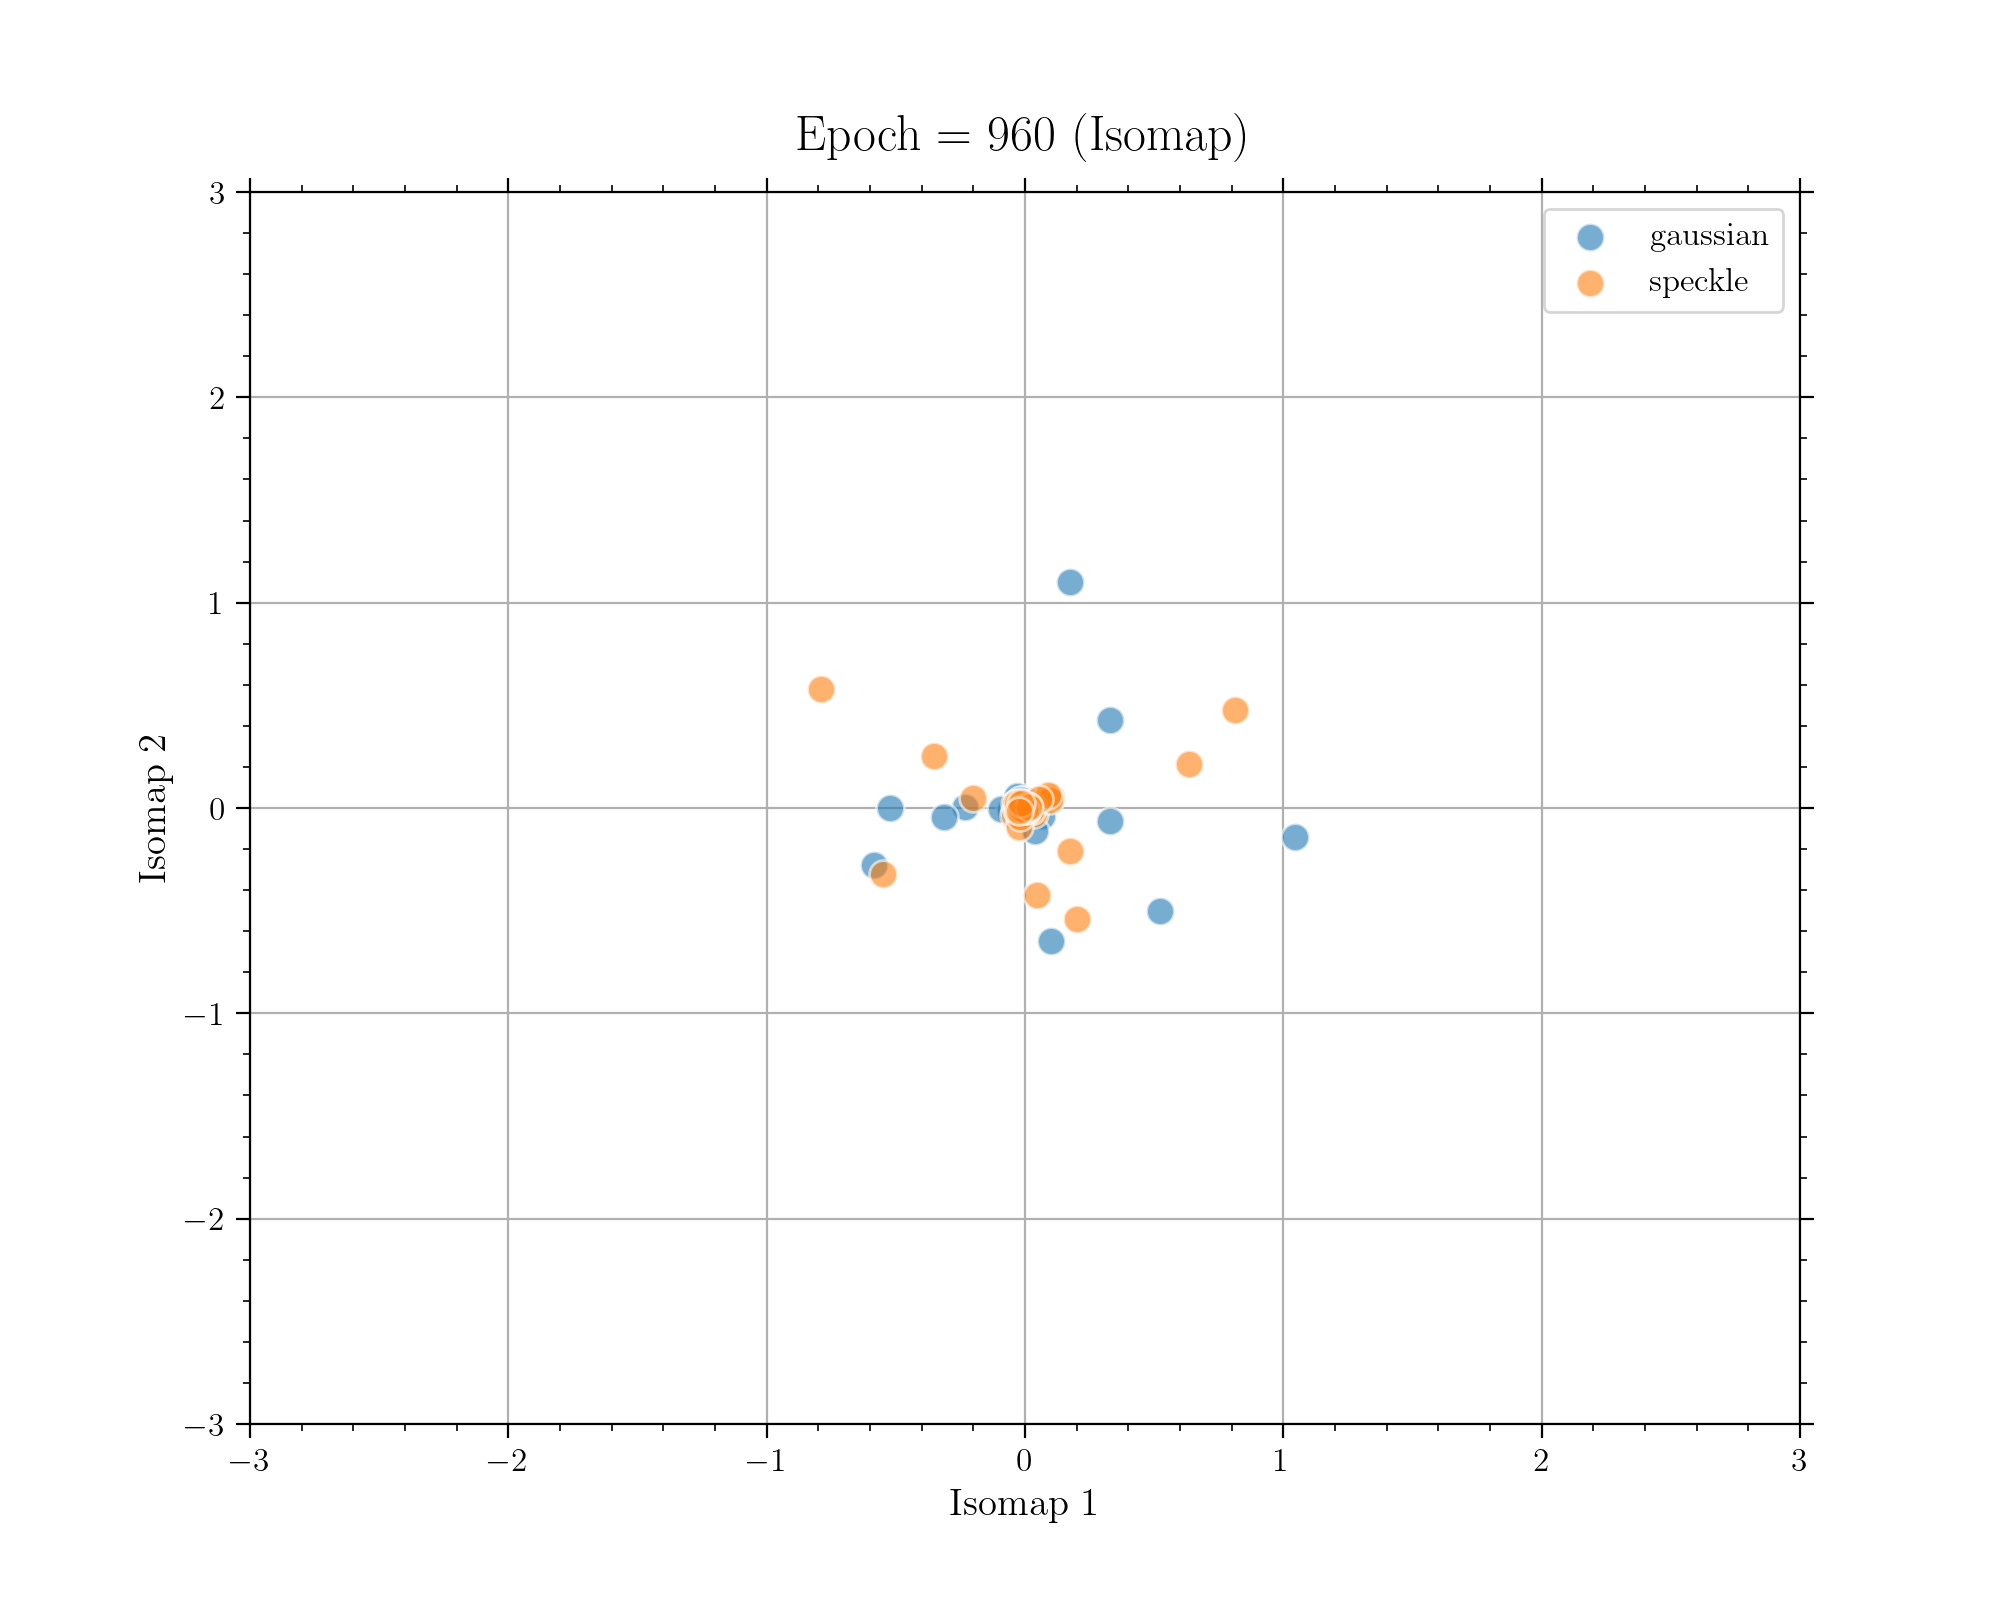 Epoch = 960 (Isomap)
gaussian
speckle
3
2
1
0
−1
−2
−3
Isomap 2
−3
−2
−1
0
1
2
3
Isomap 1